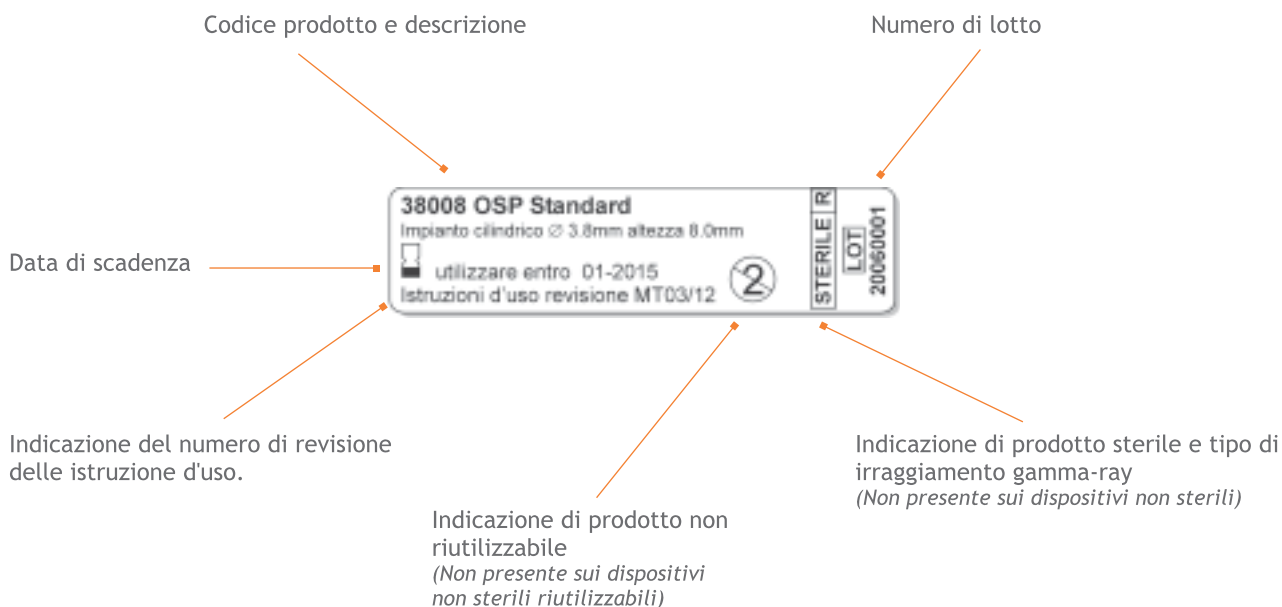 Codice prodotto e descrizione
Numero di lotto
38008 OSP Standard
Impianto cilindrico ∅ 3.8mm altezza 8.0mm
utilizzare entro 01-2015
Istruzioni d'uso revisione MT03/12
2
STERILE R
LOT
20060001
Data di scadenza
Indicazione del numero di revisione
delle istruzione d'uso.
Indicazione di prodotto non
riutilizzabile
(Non presente sui dispositivi
non sterili riutilizzabili)
Indicazione di prodotto sterile e tipo di
irraggiamento gamma-ray
(Non presente sui dispositivi non sterili)